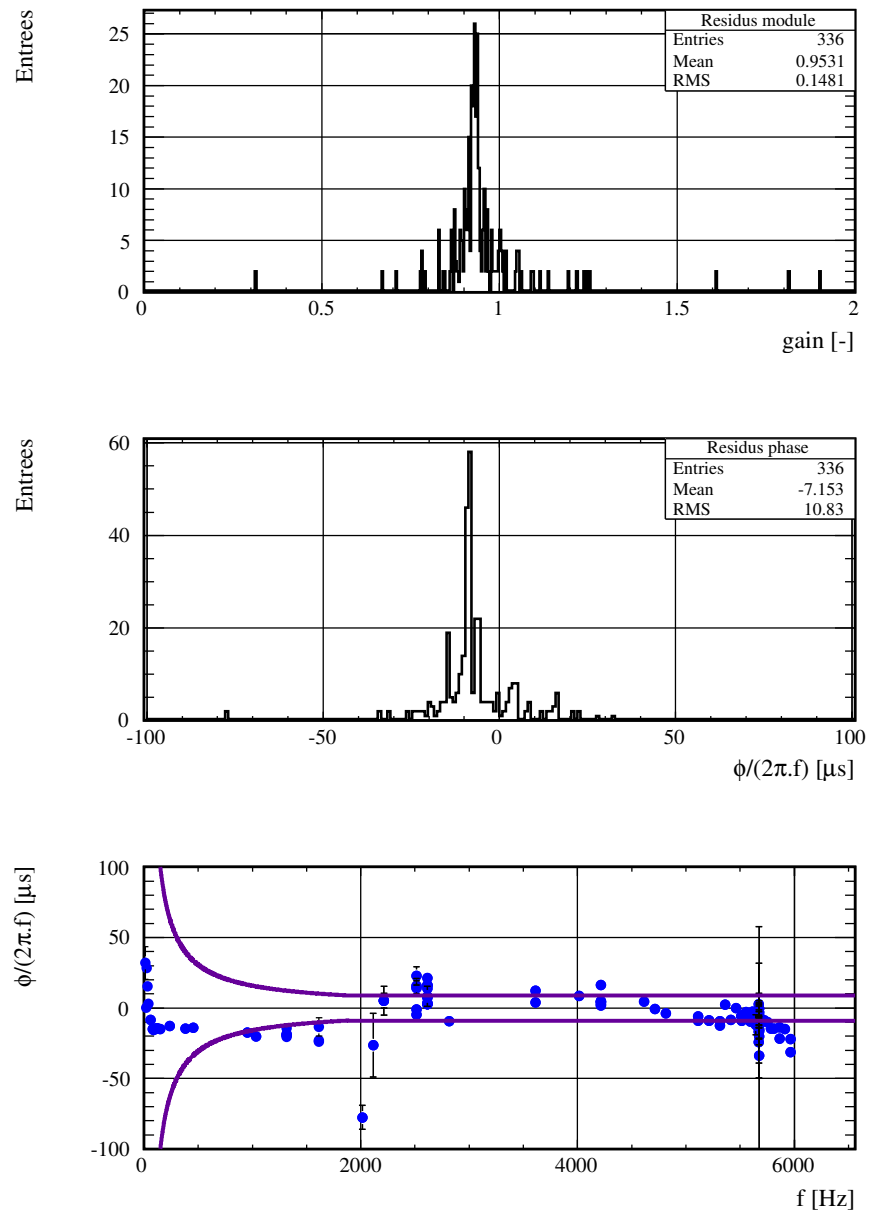 Entrees
25
20
15
10
5
0
Residus module
Entries 336
Mean 0.9531
RMS 0.1481
0 0.5 1 1.5 2
gain [-]
Entrees
60
40
20
0
Residus phase
Entries 336
Mean -7.153
RMS 10.83
-100 -50 0 50 100
ϕ/(2π.f) [μs]
ϕ/(2π.f) [μs]
100
50
0
-50
-100
0 2000 4000 6000
f [Hz]